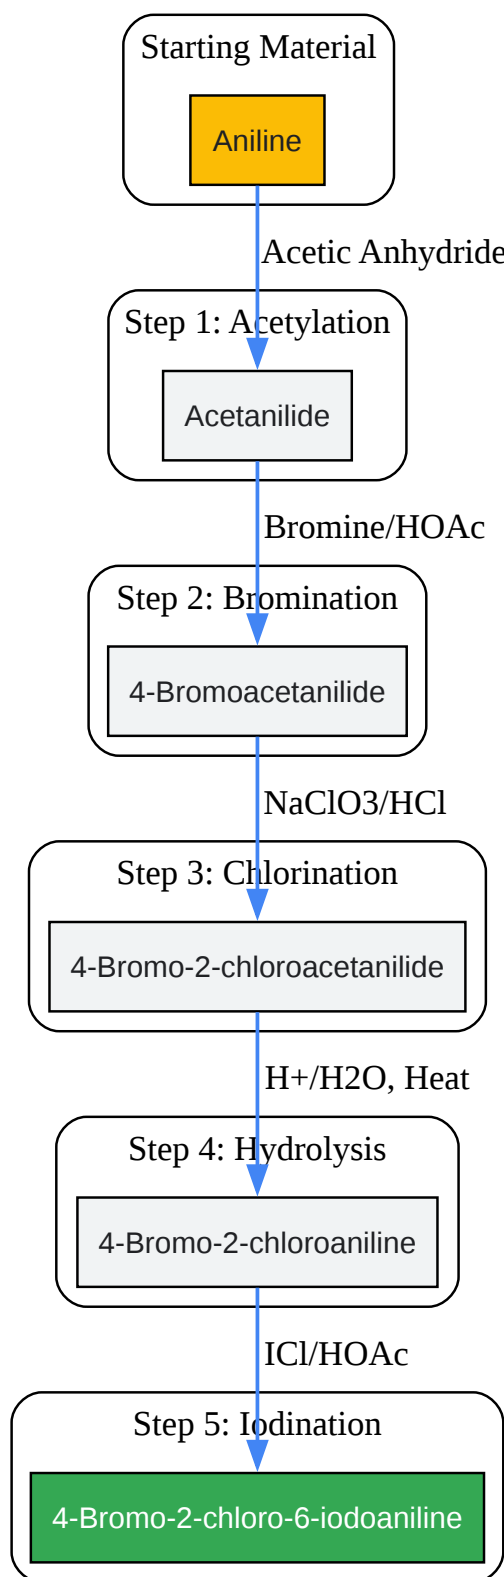 Starting Material
Aniline
Acetic Anhydride
Step 1: Acetylation
Acetanilide
Bromine/HOAc
Step 2: Bromination
4-Bromoacetanilide
NaClO3/HCl
Step 3: Chlorination
4-Bromo-2-chloroacetanilide
H+/H2O, Heat
Step 4: Hydrolysis
4-Bromo-2-chloroaniline
ICl/HOAc
Step 5: Iodination
4-Bromo-2-chloro-6-iodoaniline